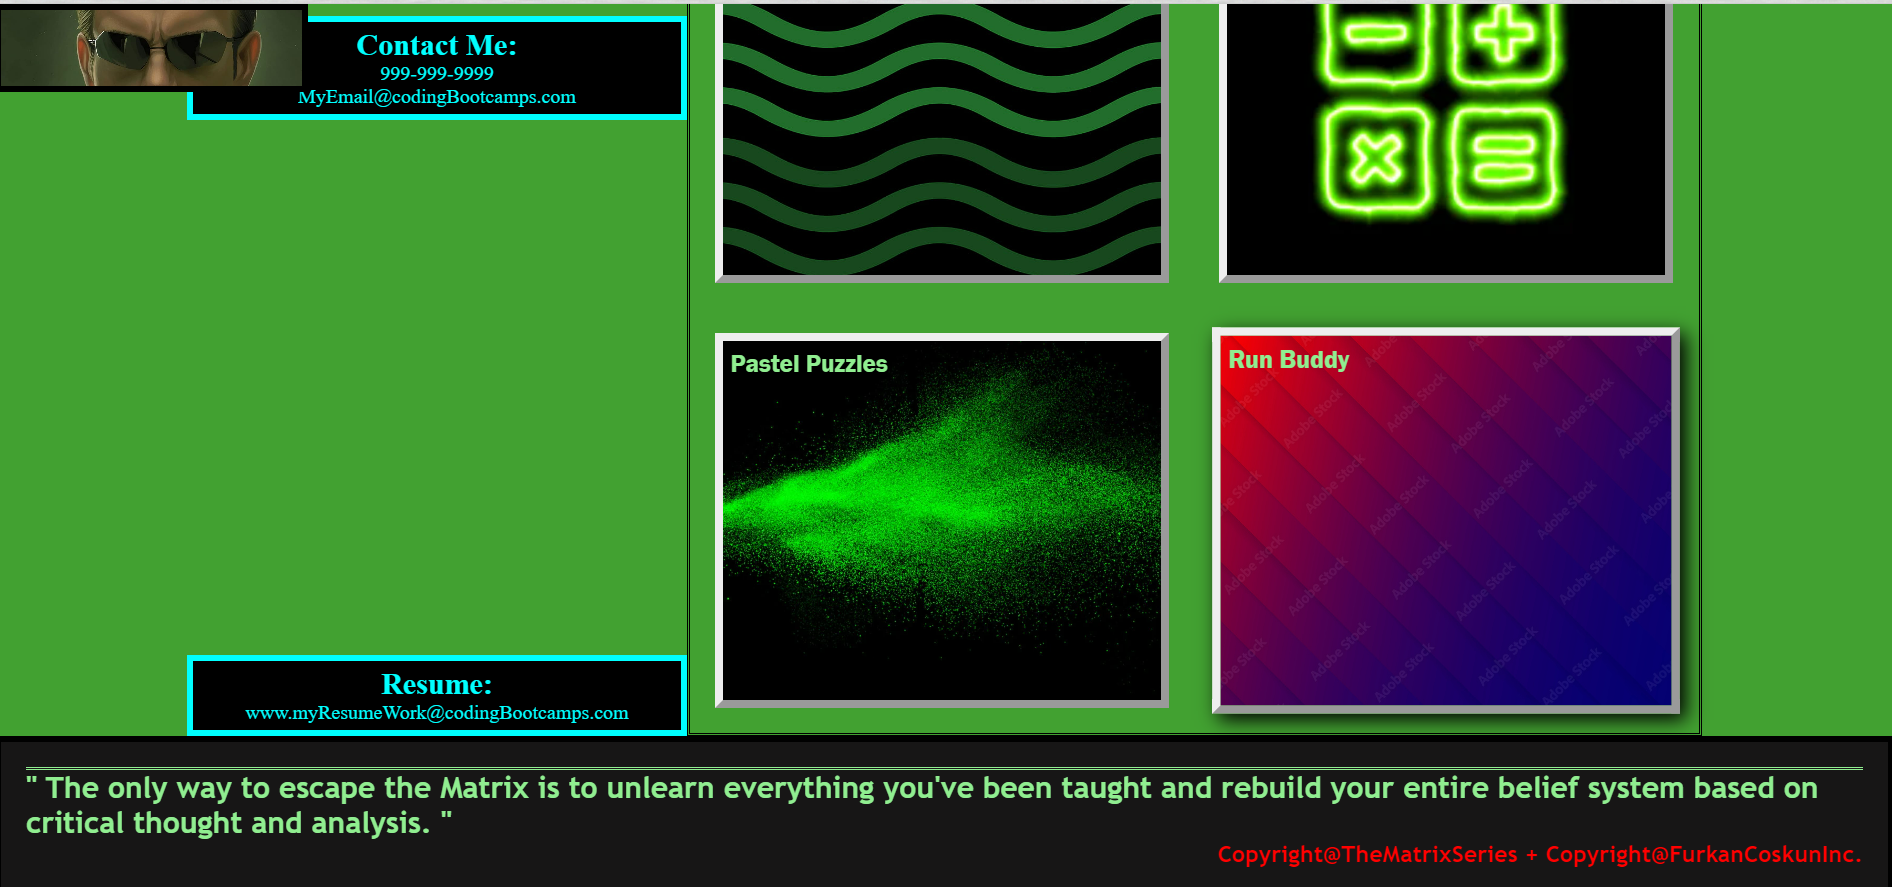 Contact Me:
999-999-9999
MyEmail@codingBootcamps.com
Pastel Puzzles
Run Buddy
Adobe Stock
Resume:
www.myResumeWork@codingBootcamps.com
" The only way to escape the Matrix is to unlearn everything you've been taught and rebuild your entire belief system based on
critical thought and analysis. "
Copyright@TheMatrixSeries + Copyright@FurkanCoskunInc.